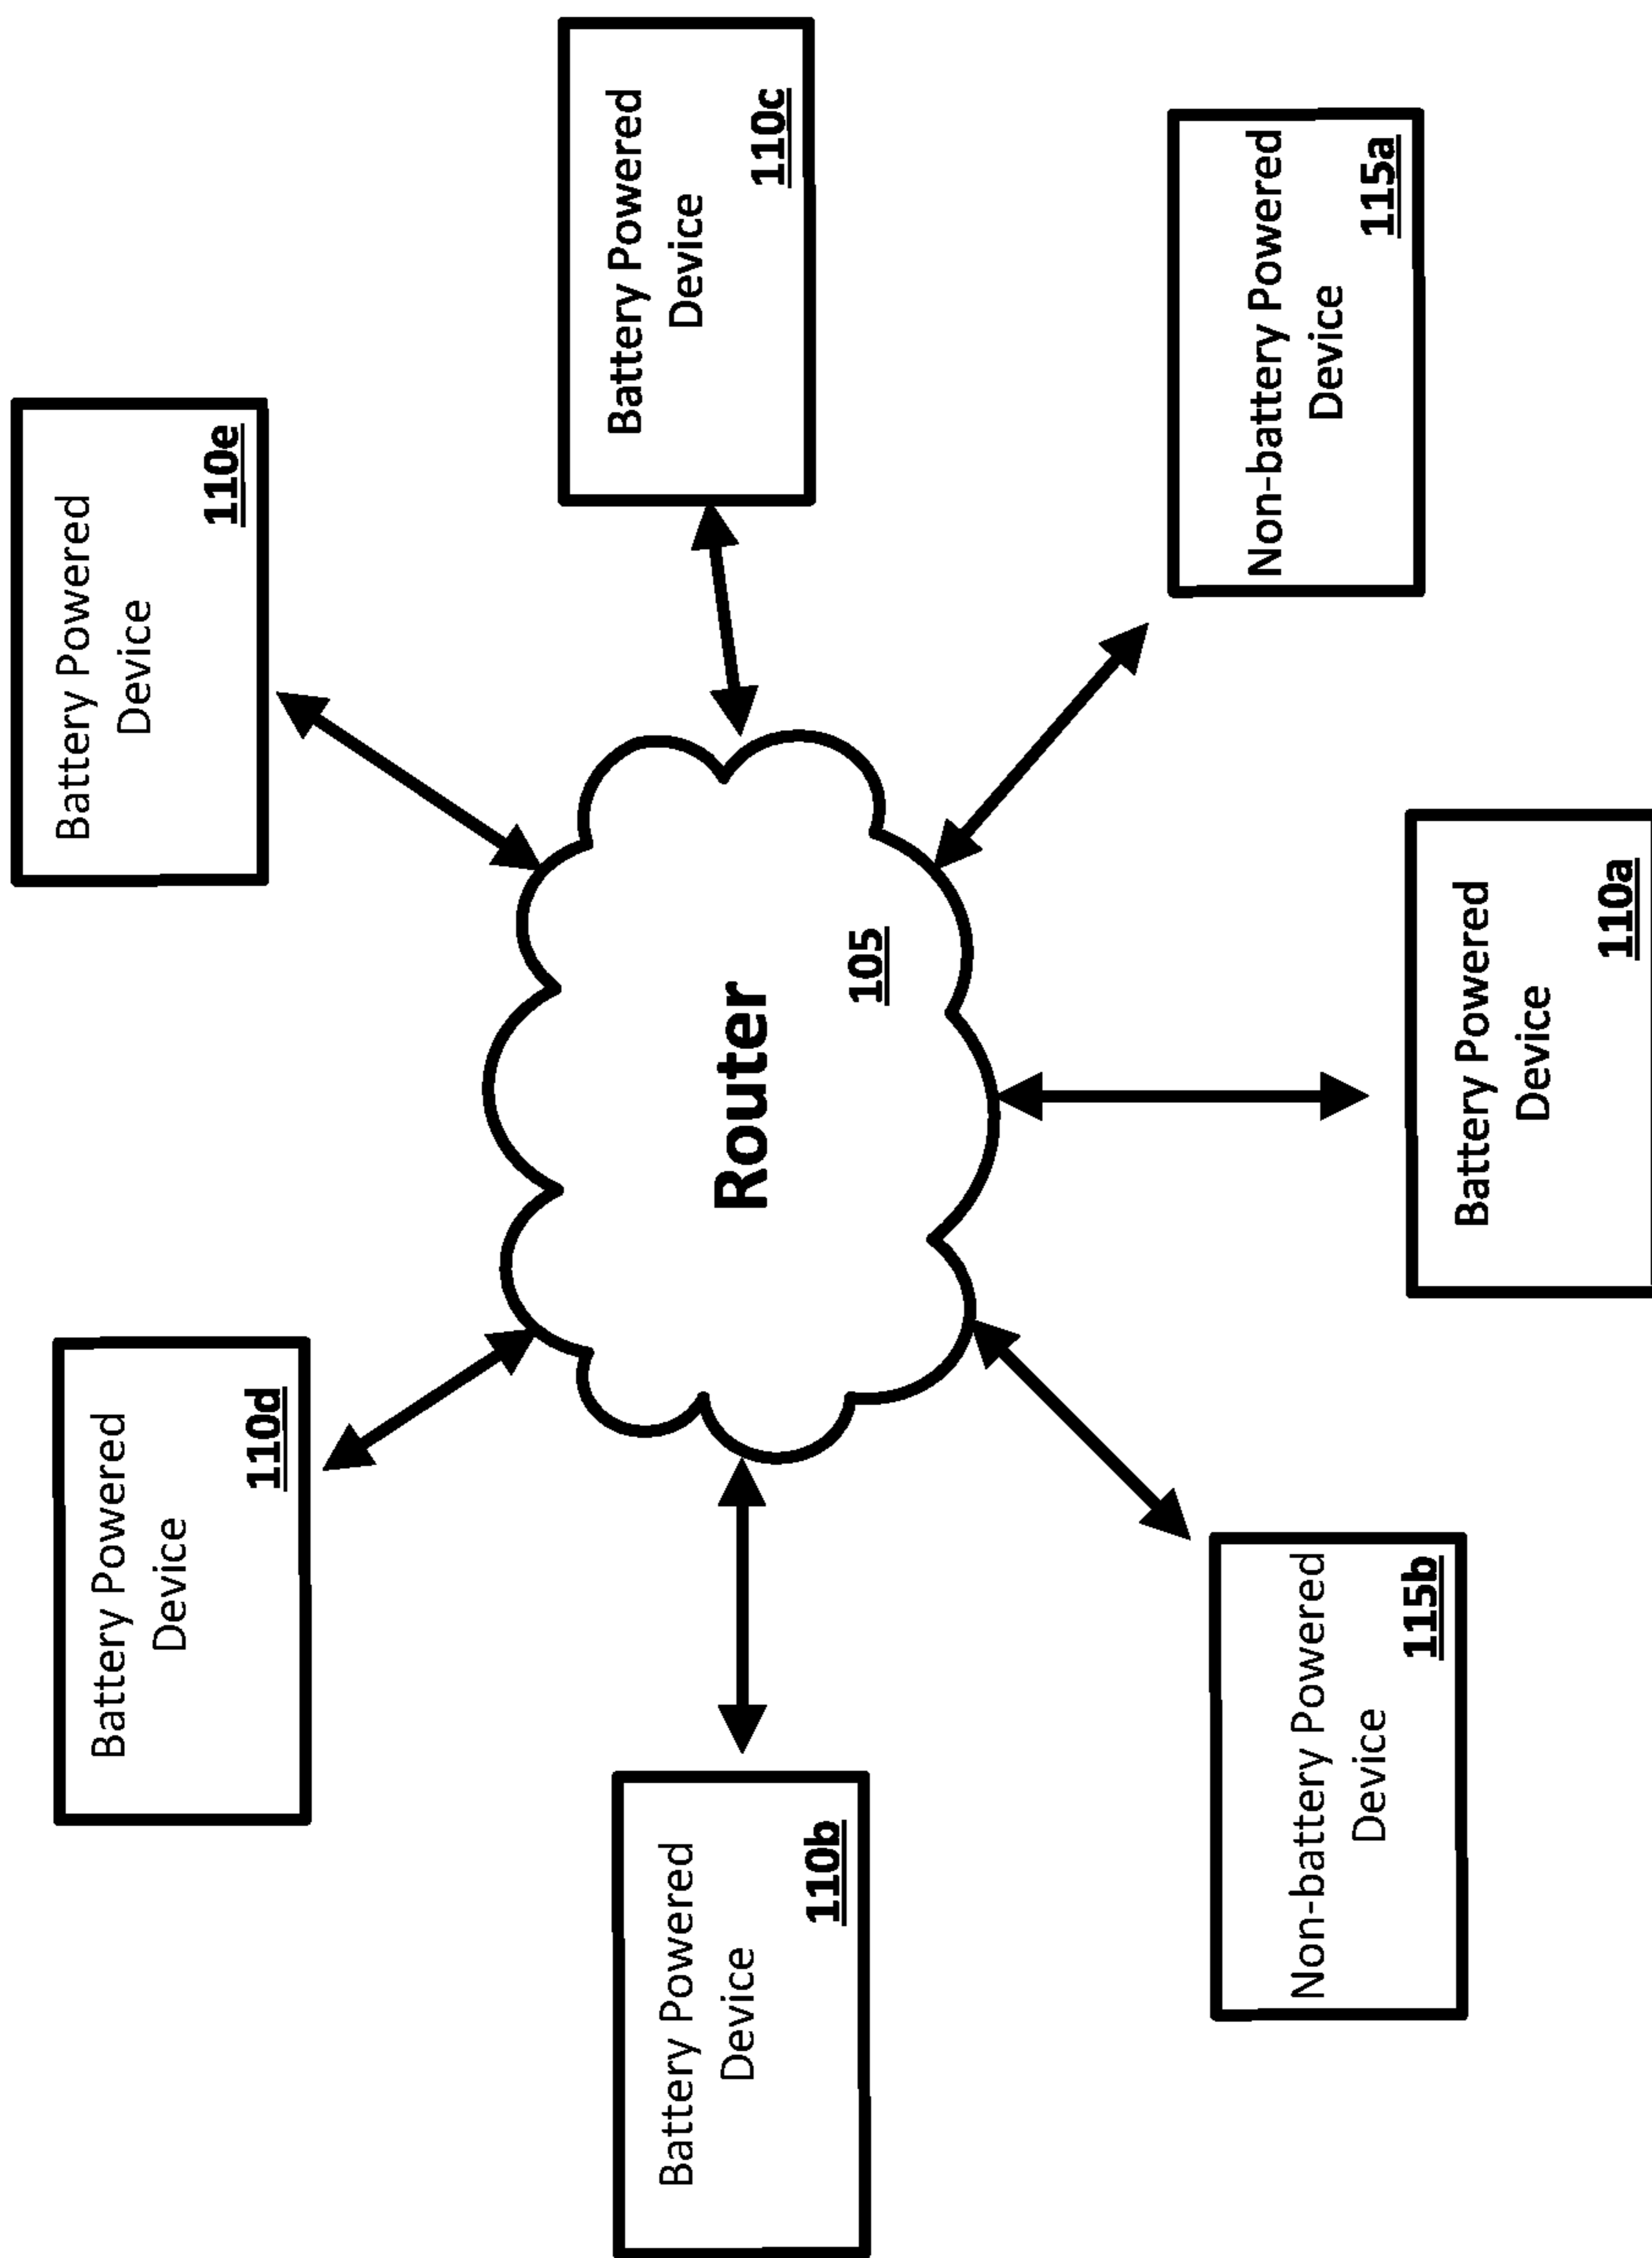 Battery Powered
Device
110d
Battery Powered
Device
110e
Battery Powered
Device
110b
Router
105
Battery Powered
Device
110c
Non-battery Powered
Device
115b
Non-battery Powered
Device
115a
Battery Powered
Device
110a